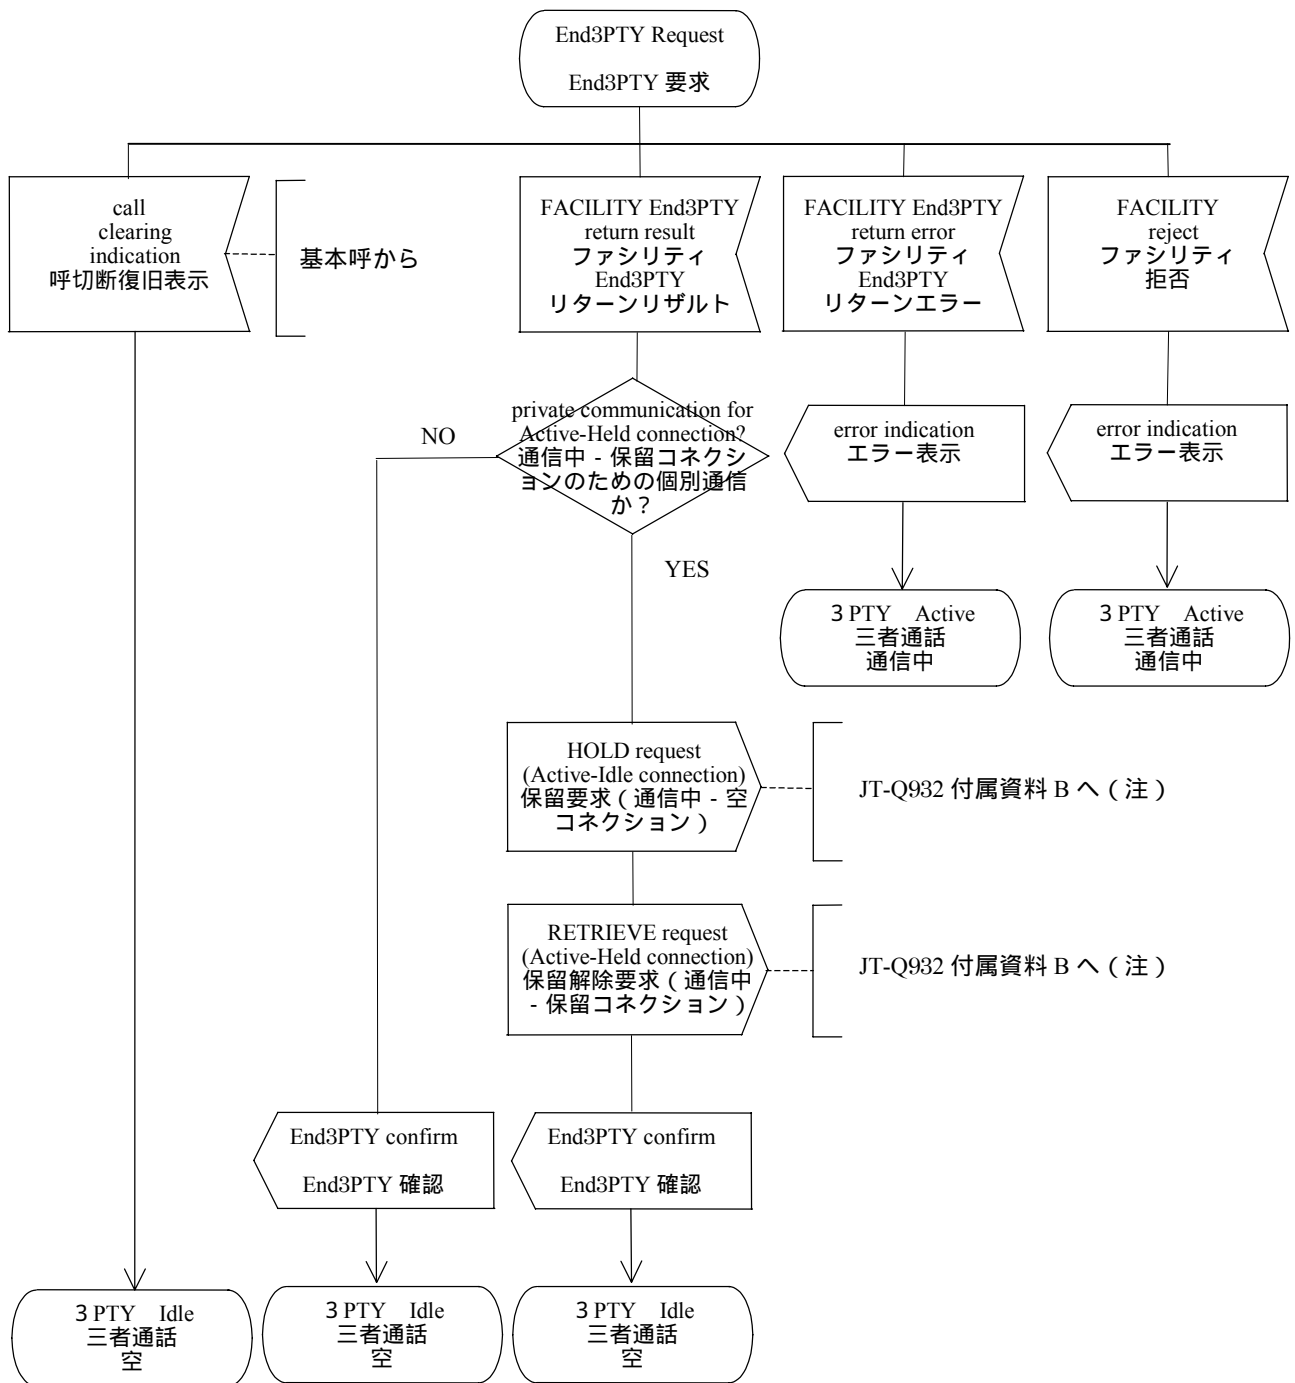 End3PTY Request
End3PTY 要求
call
clearing
indication
呼切断復旧表示
基本呼から
FACILITY End3PTY
return result
ファシリティ
End3PTY
リターンリザルト
FACILITY End3PTY
return error
ファシリティ
End3PTY
リターンエラー
FACILITY
reject
ファシリティ
拒否
private communication for
Active-Held connection?
通信中 - 保留コネクシ
ョンのための個別通信
か？
NO
YES
error indication
エラー表示
error indication
エラー表示
３PTY　Active
三者通話
通信中
３PTY　Active
三者通話
通信中
HOLD request
(Active-Idle connection)
保留要求（通信中 - 空
コネクション）
JT-Q932 付属資料 B へ（注）
RETRIEVE request
(Active-Held connection)
保留解除要求（通信中
- 保留コネクション）
JT-Q932 付属資料 B へ（注）
End3PTY confirm
End3PTY 確認
End3PTY confirm
End3PTY 確認
３PTY　Idle
三者通話
空
３PTY　Idle
三者通話
空
３PTY　Idle
三者通話
空